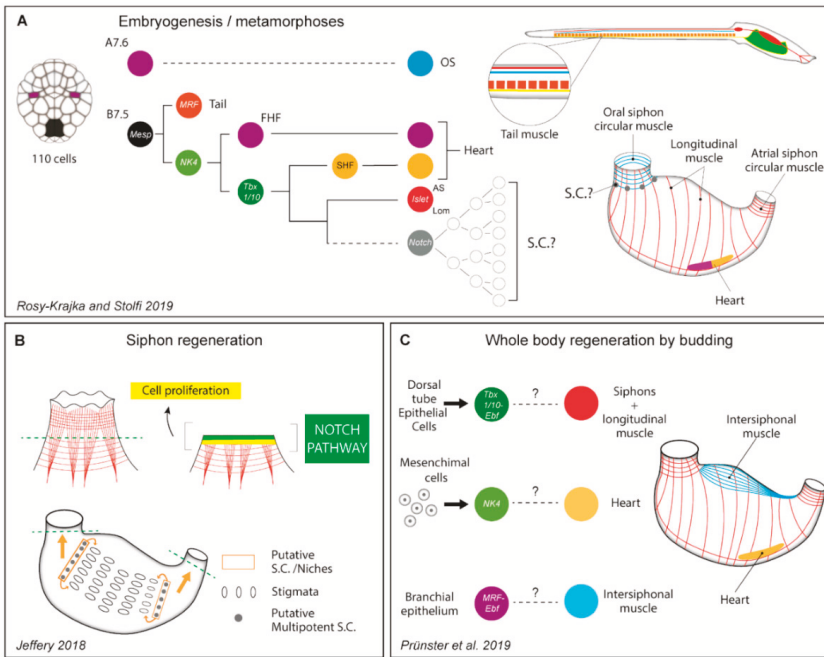 A
Embryogenesis / metamorphoses
A7.6
OS
B7.5
Mesp
MRF
Tail
NK4
FHF
Tbx
1/10
SHF
Heart
Islet
AS
Lom
Notch
S.C.?
110 cells
Tail muscle
Oral siphon
circular muscle
Longitudinal
muscle
Atrial siphon
circular muscle
S.C.?
Heart
Rosy-Krajka and Stolfi 2019
B
Siphon regeneration
Cell proliferation
NOTCH
PATHWAY
Putative
S.C. /Niches
Stigmata
Putative
Multipotent S.C.
Jeffery 2018
C
Whole body regeneration by budding
Dorsal
tube
Epithelial
Cells
Tbx
1/10-
Ebf
?
Siphons
+
longitudinal
muscle
Mesenchimal
cells
NK4
?
Heart
Branchial
epithelium
MRF-
Ebf
?
Intersiphonal
muscle
Intersiphonal
muscle
Heart
Prünster et al. 2019